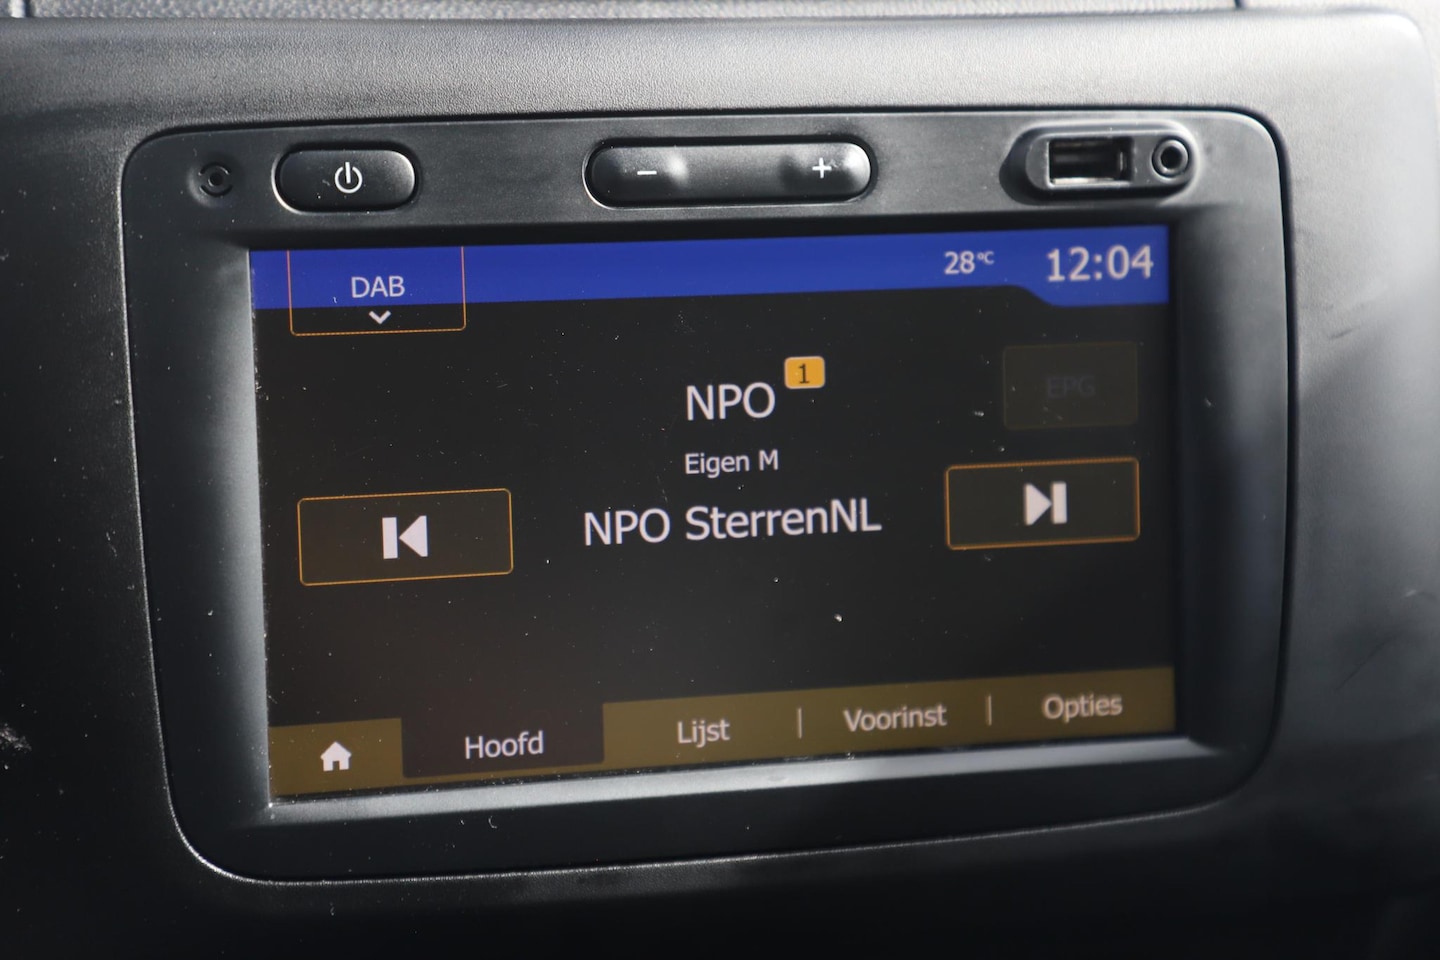 DAB
28°C 12:04
NPO 1
EPG
Eigen M
NPO SterrenNL
Hoofd Lijst Voorinst Opties